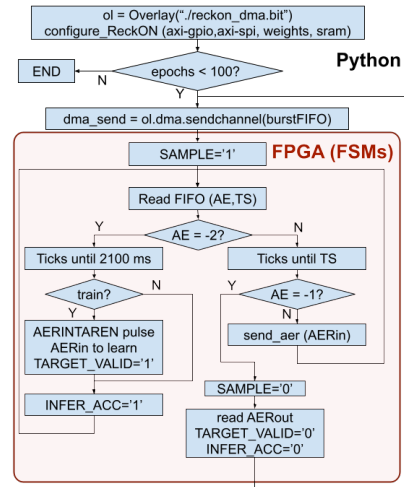 ol = Overlay("./reckon_dma.bit")
configure_ReckON (axi-gpio,axi-spi, weights, sram)
END
N
epochs < 100?
Python
Y
dma_send = ol.dma.sendchannel(burstFIFO)
SAMPLE='1'
FPGA (FSMs)
Read FIFO (AE,TS)
Y
AE = -2?
N
Ticks until 2100 ms
Ticks until TS
train?
N
Y
AE = -1?
Y
N
AERINTAREN pulse
AERin to learn
TARGET_VALID='1'
send_aer (AERin)
INFER_ACC='1'
SAMPLE='0'
read AERout
TARGET_VALID='0'
INFER_ACC='0'